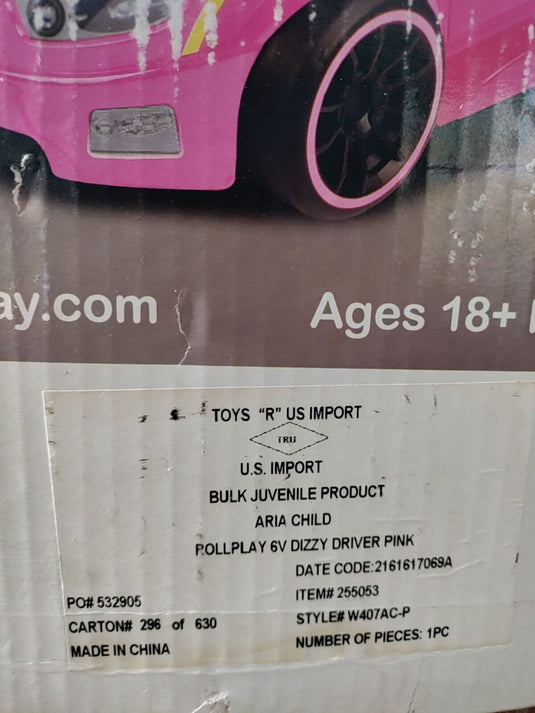 ay.com
Ages 18+
TOYS "R" US IMPORT
TRU
U.S. IMPORT
BULK JUVENILE PRODUCT
ARIA CHILD
ROLLPLAY 6V DIZZY DRIVER PINK
DATE CODE:2161617069A
PO# 532905
ITEM# 255053
CARTON# 296 of 630
STYLE# W407AC-P
MADE IN CHINA
NUMBER OF PIECES: 1PC